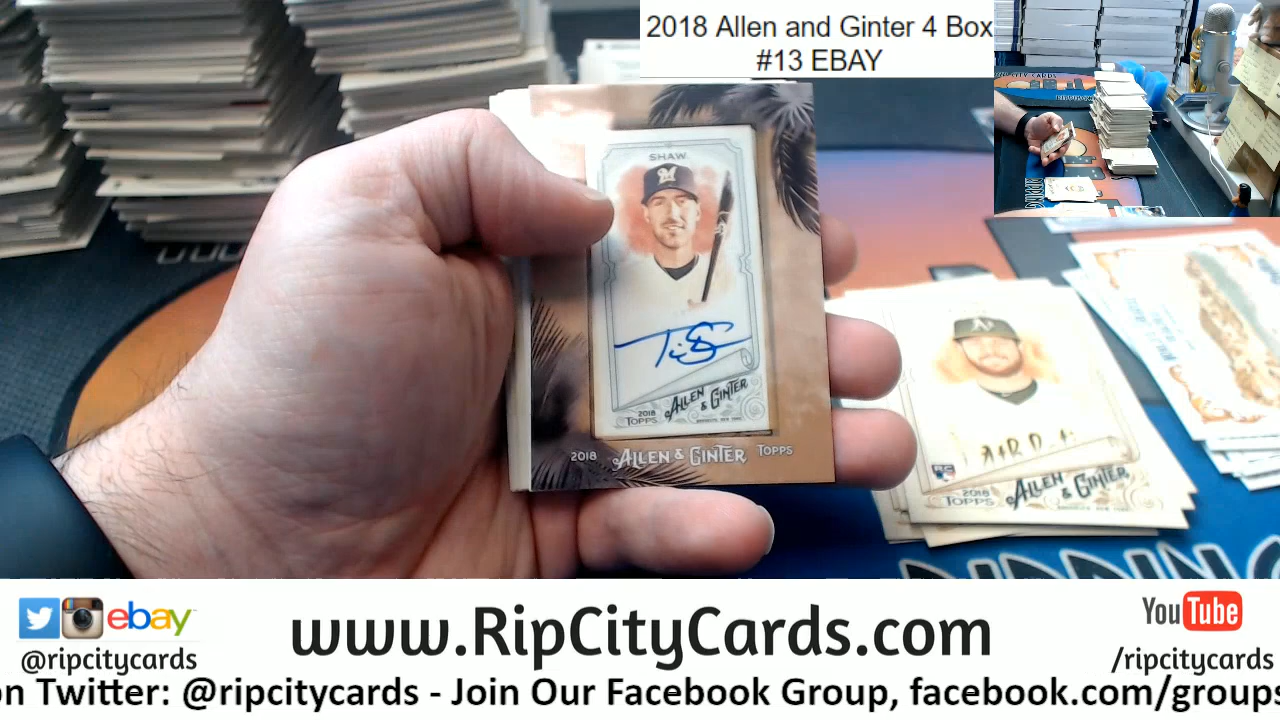 2018 Allen and Ginter 4 Box
#13 EBAY
SHAW
2018
TOPPS
ALLEN
& GINTER
2018 ALLEN & GINTER TOPPS
2018
TOPPS
ALLEN
& GINTER
ebay
@ripcitycards
www.RipCityCards.com
YouTube
/ripcitycards
on Twitter: @ripcitycards - Join Our Facebook Group, facebook.com/groups